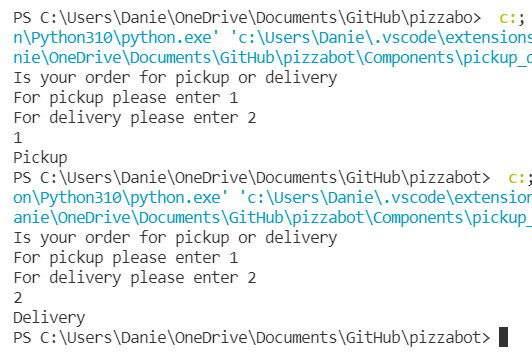 PS C:\Users\Danie\OneDrive\Documents\GitHub\pizzabo>  c:;
n\Python310\python.exe' 'c:\Users\Danie\.vscode\extensions
nie\OneDrive\Documents\GitHub\pizzabot\Components\pickup_d
Is your order for pickup or delivery
For pickup please enter 1
For delivery please enter 2
1
Pickup
PS C:\Users\Danie\OneDrive\Documents\GitHub\pizzabot>  c:;
on\Python310\python.exe' 'c:\Users\Danie\.vscode\extension
anie\OneDrive\Documents\GitHub\pizzabot\Components\pickup_
Is your order for pickup or delivery
For pickup please enter 1
For delivery please enter 2
2
Delivery
PS C:\Users\Danie\OneDrive\Documents\GitHub\pizzabot>